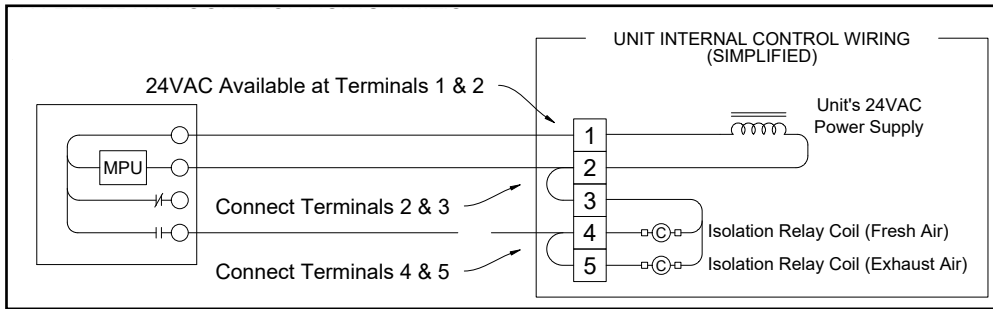 UNIT INTERNAL CONTROL WIRING
(SIMPLIFIED)
24VAC Available at Terminals 1 & 2
Unit's 24VAC
Power Supply
1
MPU
2
Connect Terminals 2 & 3
3
4
C
Isolation Relay Coil (Fresh Air)
Connect Terminals 4 & 5
5
C
Isolation Relay Coil (Exhaust Air)